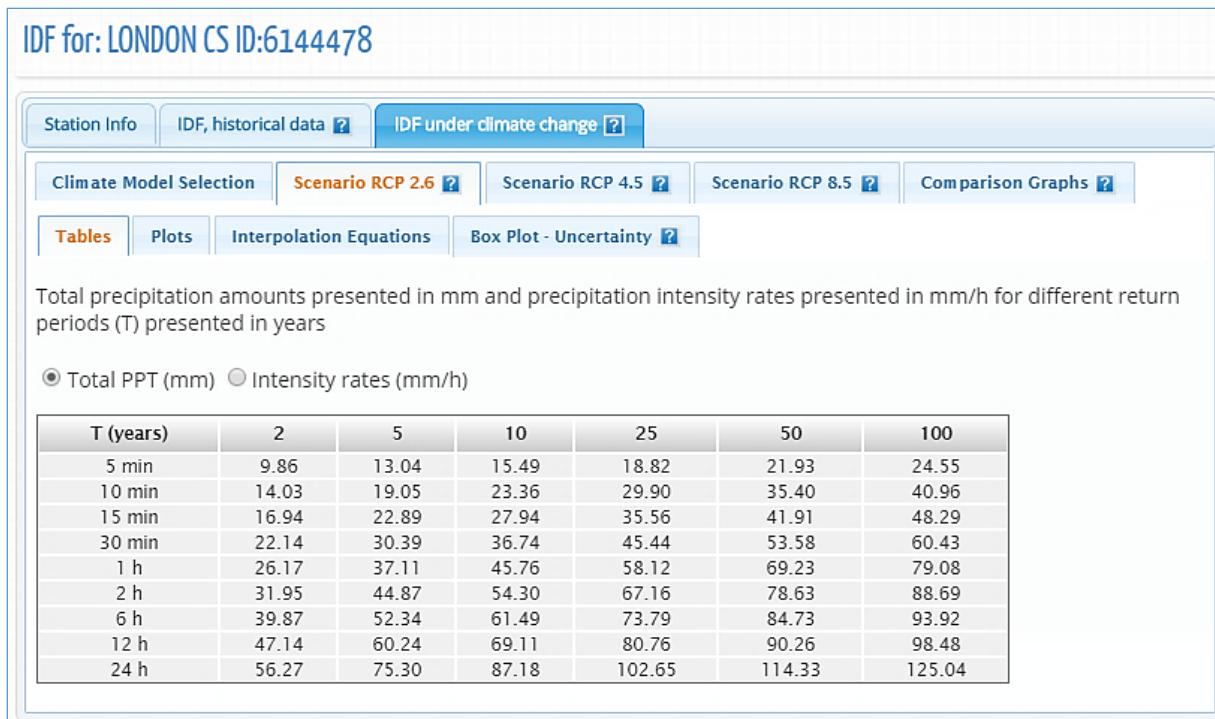 IDF for: LONDON CS ID:6144478
Station Info IDF, historical data ? IDF under climate change ?
Climate Model Selection Scenario RCP 2.6 ? Scenario RCP 4.5 ? Scenario RCP 8.5 ? Comparison Graphs ?
Tables Plots Interpolation Equations Box Plot - Uncertainty ?
Total precipitation amounts presented in mm and precipitation intensity rates presented in mm/h for different return
periods (T) presented in years
Total PPT (mm) Intensity rates (mm/h)
T (years) 2 5 10 25 50 100
5 min 9.86 13.04 15.49 18.82 21.93 24.55
10 min 14.03 19.05 23.36 29.90 35.40 40.96
15 min 16.94 22.89 27.94 35.56 41.91 48.29
30 min 22.14 30.39 36.74 45.44 53.58 60.43
1 h 26.17 37.11 45.76 58.12 69.23 79.08
2 h 31.95 44.87 54.30 67.16 78.63 88.69
6 h 39.87 52.34 61.49 73.79 84.73 93.92
12 h 47.14 60.24 69.11 80.76 90.26 98.48
24 h 56.27 75.30 87.18 102.65 114.33 125.04